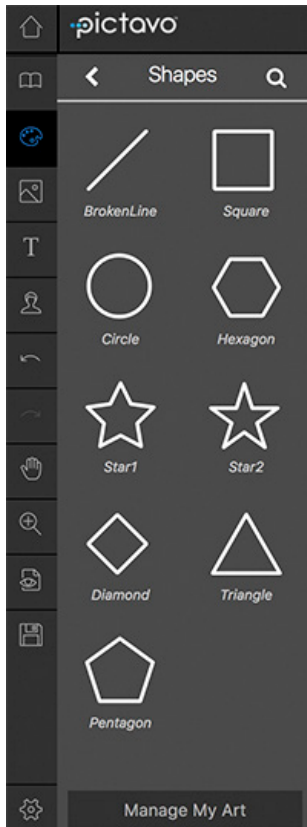 pictavo
Shapes
BrokenLine
Square
Circle
Hexagon
T
Star1
Star2
Diamond
Triangle
Pentagon
Manage My Art